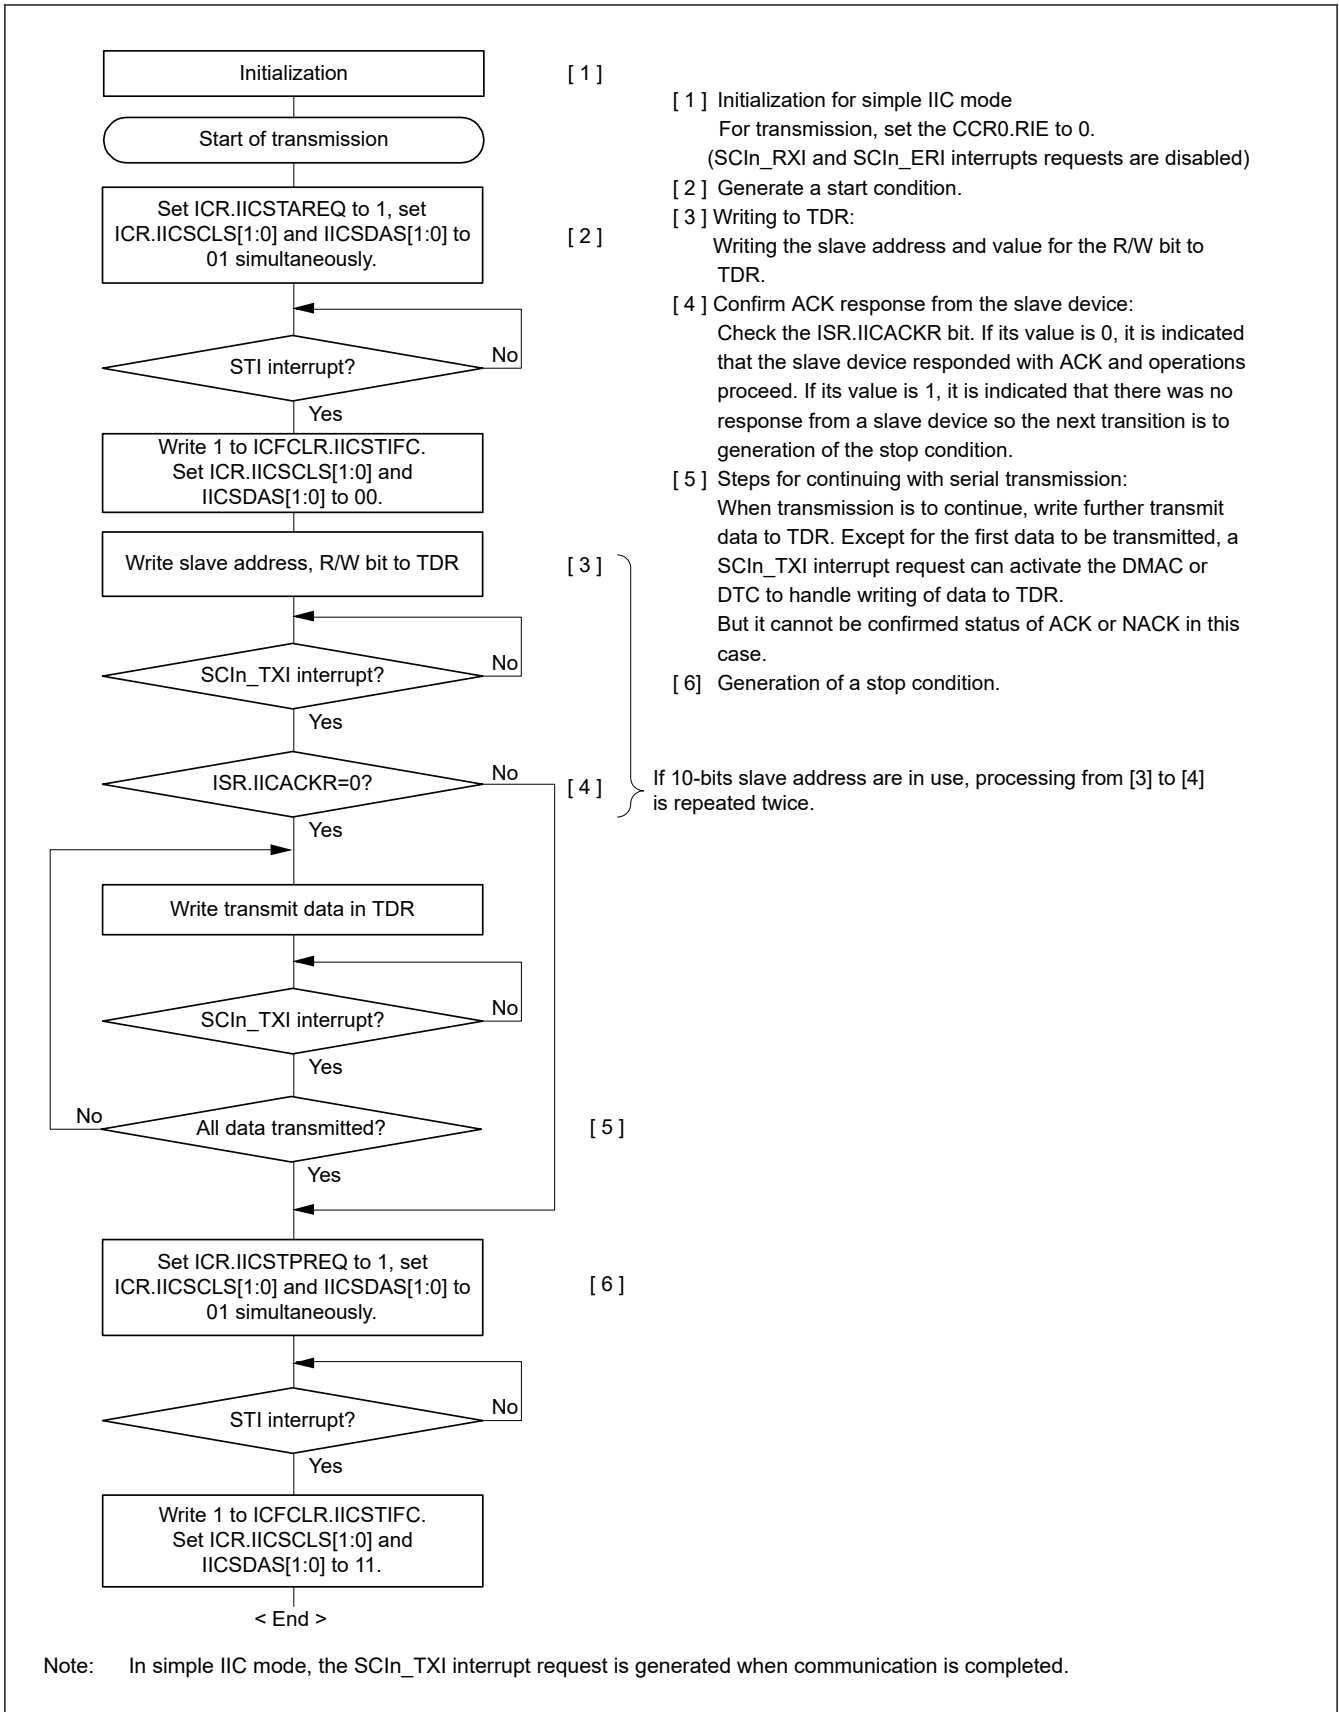 Initialization
[ 1 ]
Start of transmission
Set ICR.IICSTAREQ to 1, set
ICR.IICSCLS[1:0] and IICSDAS[1:0] to
01 simultaneously.
[ 2 ]
STI interrupt?
No
Yes
Write 1 to ICFCLR.IICSTIFC.
Set ICR.IICSCLS[1:0] and
IICSDAS[1:0] to 00.
Write slave address, R/W bit to TDR
[ 3 ]
SCIn_TXI interrupt?
No
Yes
ISR.IICACKR=0?
No
[ 4 ]
Yes
Write transmit data in TDR
SCIn_TXI interrupt?
No
Yes
No
All data transmitted?
[ 5 ]
Yes
Set ICR.IICSTPREQ to 1, set
ICR.IICSCLS[1:0] and IICSDAS[1:0] to
01 simultaneously.
[ 6 ]
STI interrupt?
No
Yes
Write 1 to ICFCLR.IICSTIFC.
Set ICR.IICSCLS[1:0] and
IICSDAS[1:0] to 11.
< End >
[ 1 ] Initialization for simple IIC mode
For transmission, set the CCR0.RIE to 0.
(SCIn_RXI and SCIn_ERI interrupts requests are disabled)
[ 2 ] Generate a start condition.
[ 3 ] Writing to TDR:
Writing the slave address and value for the R/W bit to
TDR.
[ 4 ] Confirm ACK response from the slave device:
Check the ISR.IICACKR bit. If its value is 0, it is indicated
that the slave device responded with ACK and operations
proceed. If its value is 1, it is indicated that there was no
response from a slave device so the next transition is to
generation of the stop condition.
[ 5 ] Steps for continuing with serial transmission:
When transmission is to continue, write further transmit
data to TDR. Except for the first data to be transmitted, a
SCIn_TXI interrupt request can activate the DMAC or
DTC to handle writing of data to TDR.
But it cannot be confirmed status of ACK or NACK in this
case.
[ 6] Generation of a stop condition.
If 10-bits slave address are in use, processing from [3] to [4]
is repeated twice.
Note: In simple IIC mode, the SCIn_TXI interrupt request is generated when communication is completed.